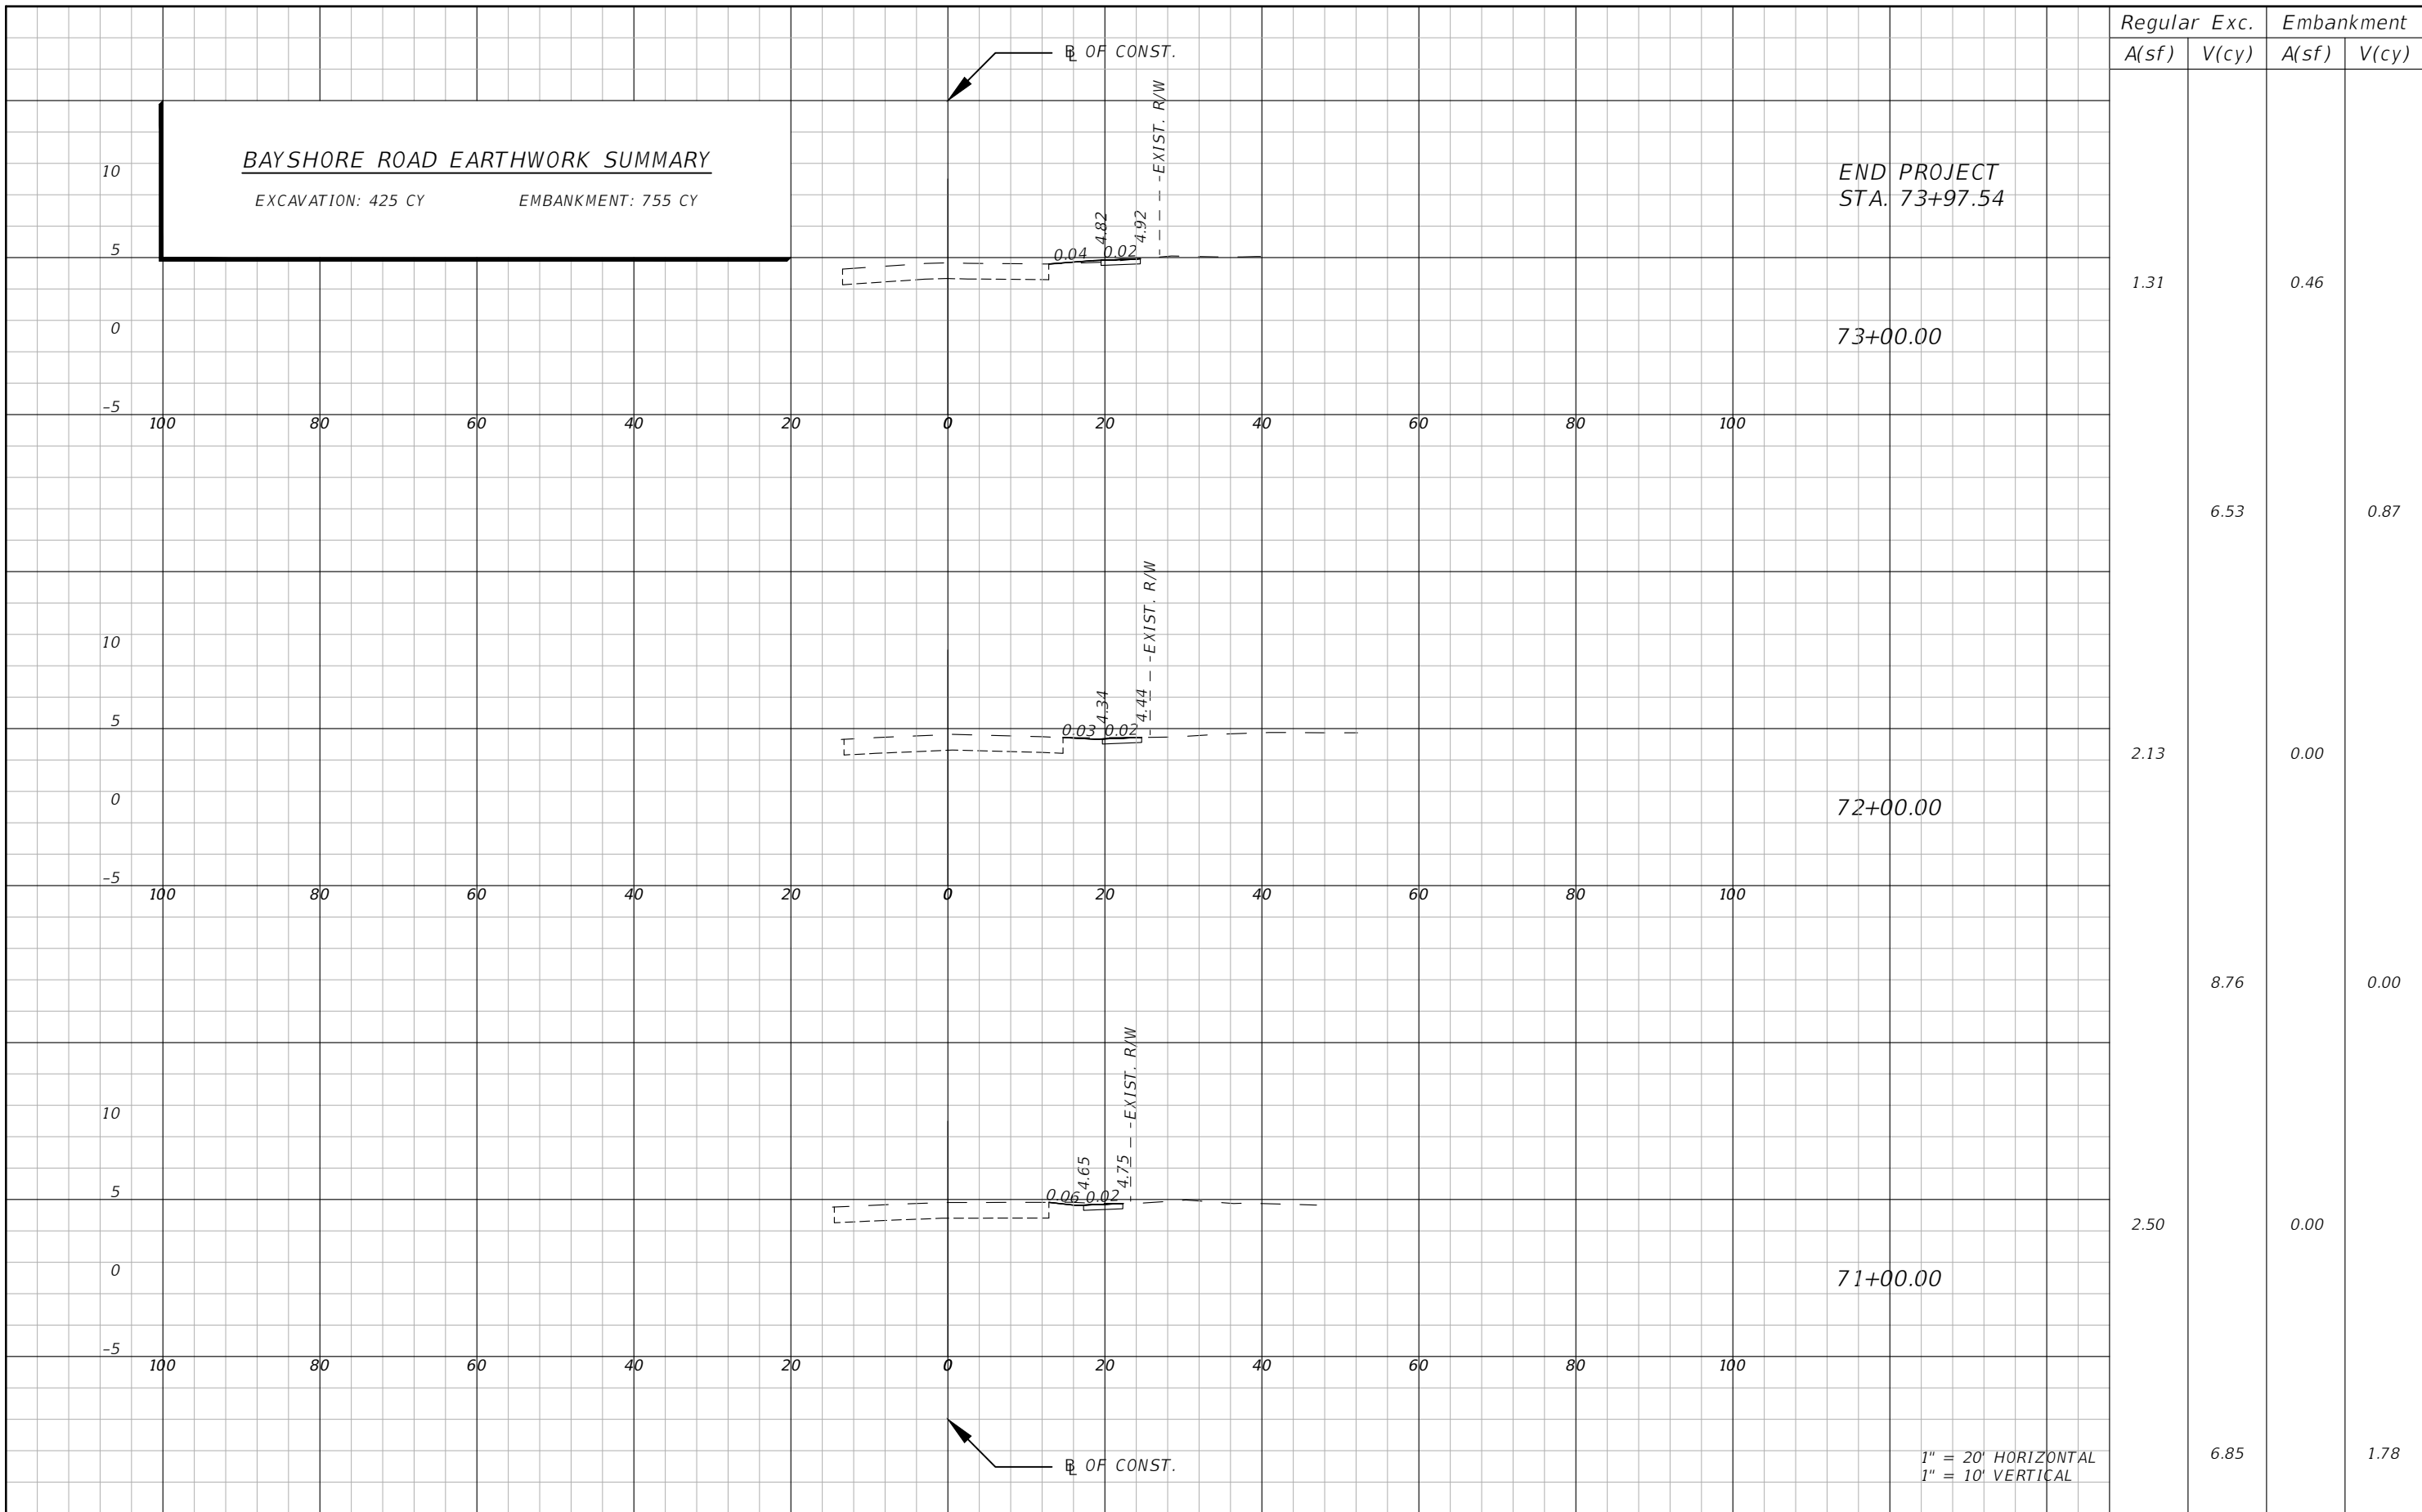 Regular Exc. Embankment
A(sf) V(cy) A(sf) V(cy)
℄ OF CONST.
BAYSHORE ROAD EARTHWORK SUMMARY
EXCAVATION: 425 CY EMBANKMENT: 755 CY
EXIST. R/W
END PROJECT
STA. 73+97.54
10
5
0
-5
4.82
4.92
0.04 0.02
1.31 0.46
73+00.00
100 80 60 40 20 0 20 40 60 80 100
6.53 0.87
EXIST. R/W
10
5
0
-5
4.34
4.44
0.03 0.02
2.13 0.00
72+00.00
100 80 60 40 20 0 20 40 60 80 100
8.76 0.00
EXIST. R/W
10
5
0
-5
4.65
4.75
0.06 0.02
2.50 0.00
71+00.00
100 80 60 40 20 0 20 40 60 80 100
℄ OF CONST.
6.85 1.78
1" = 20' HORIZONTAL
1" = 10' VERTICAL